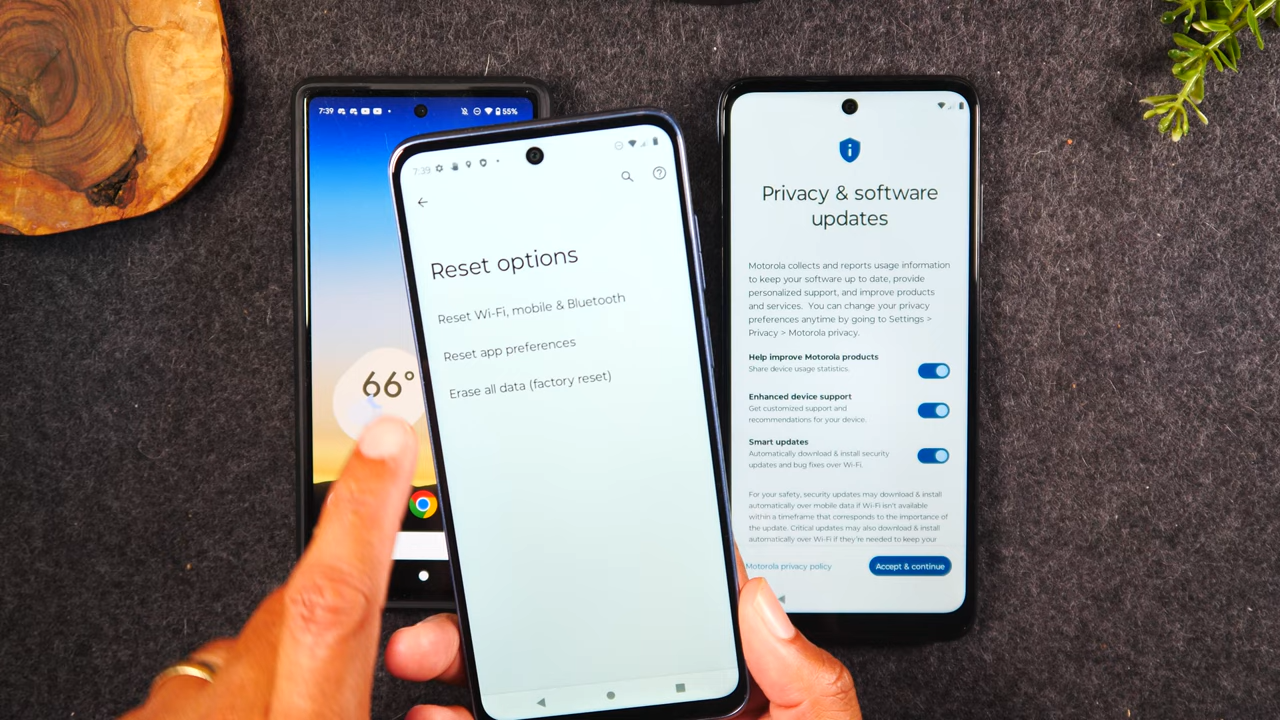 7:39
55%
66°
7:39
Reset options
Reset Wi-Fi, mobile & Bluetooth
Reset app preferences
Erase all data (factory reset)
Privacy & software
updates
Motorola collects and reports usage information
to keep your software up to date, provide
personalized support, and improve products
and services. You can change your privacy
preferences anytime by going to Settings >
Privacy > Motorola privacy.
Help improve Motorola products
Share device usage statistics.
Enhanced device support
Get customized support and
recommendations for your device.
Smart updates
Automatically download & install security
updates and bug fixes over Wi-Fi.
For your safety, security updates may download & install
automatically over mobile data if Wi-Fi isn't available
within a timeframe that corresponds to the importance of
the update. Critical updates may also download & install
automatically over Wi-Fi if they're needed to keep your
Motorola privacy policy
Accept & continue